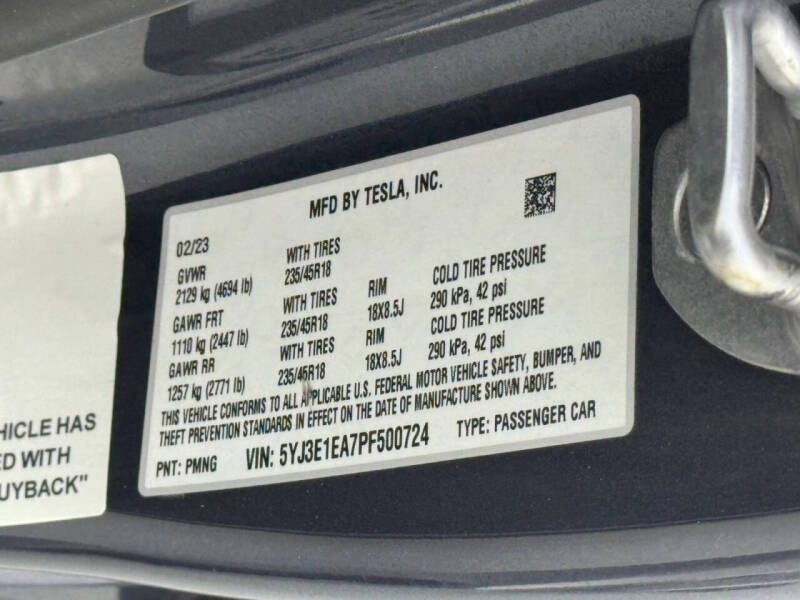 MFD BY TESLA, INC.
02/23
GVWR WITH TIRES
2129 kg (4694 lb) 235/45R18
GAWR FRT WITH TIRES RIM COLD TIRE PRESSURE
1110 kg (2447 lb) 235/45R18 18X8.5J 290 kPa, 42 psi
GAWR RR WITH TIRES RIM COLD TIRE PRESSURE
1257 kg (2771 lb) 235/45R18 18X8.5J 290 kPa, 42 psi
THIS VEHICLE CONFORMS TO ALL APPLICABLE U.S. FEDERAL MOTOR VEHICLE SAFETY, BUMPER, AND
THEFT PREVENTION STANDARDS IN EFFECT ON THE DATE OF MANUFACTURE SHOWN ABOVE.
PNT: PMNG VIN: 5YJ3E1EA7PF500724 TYPE: PASSENGER CAR
HICLE HAS
ED WITH
UYBACK"